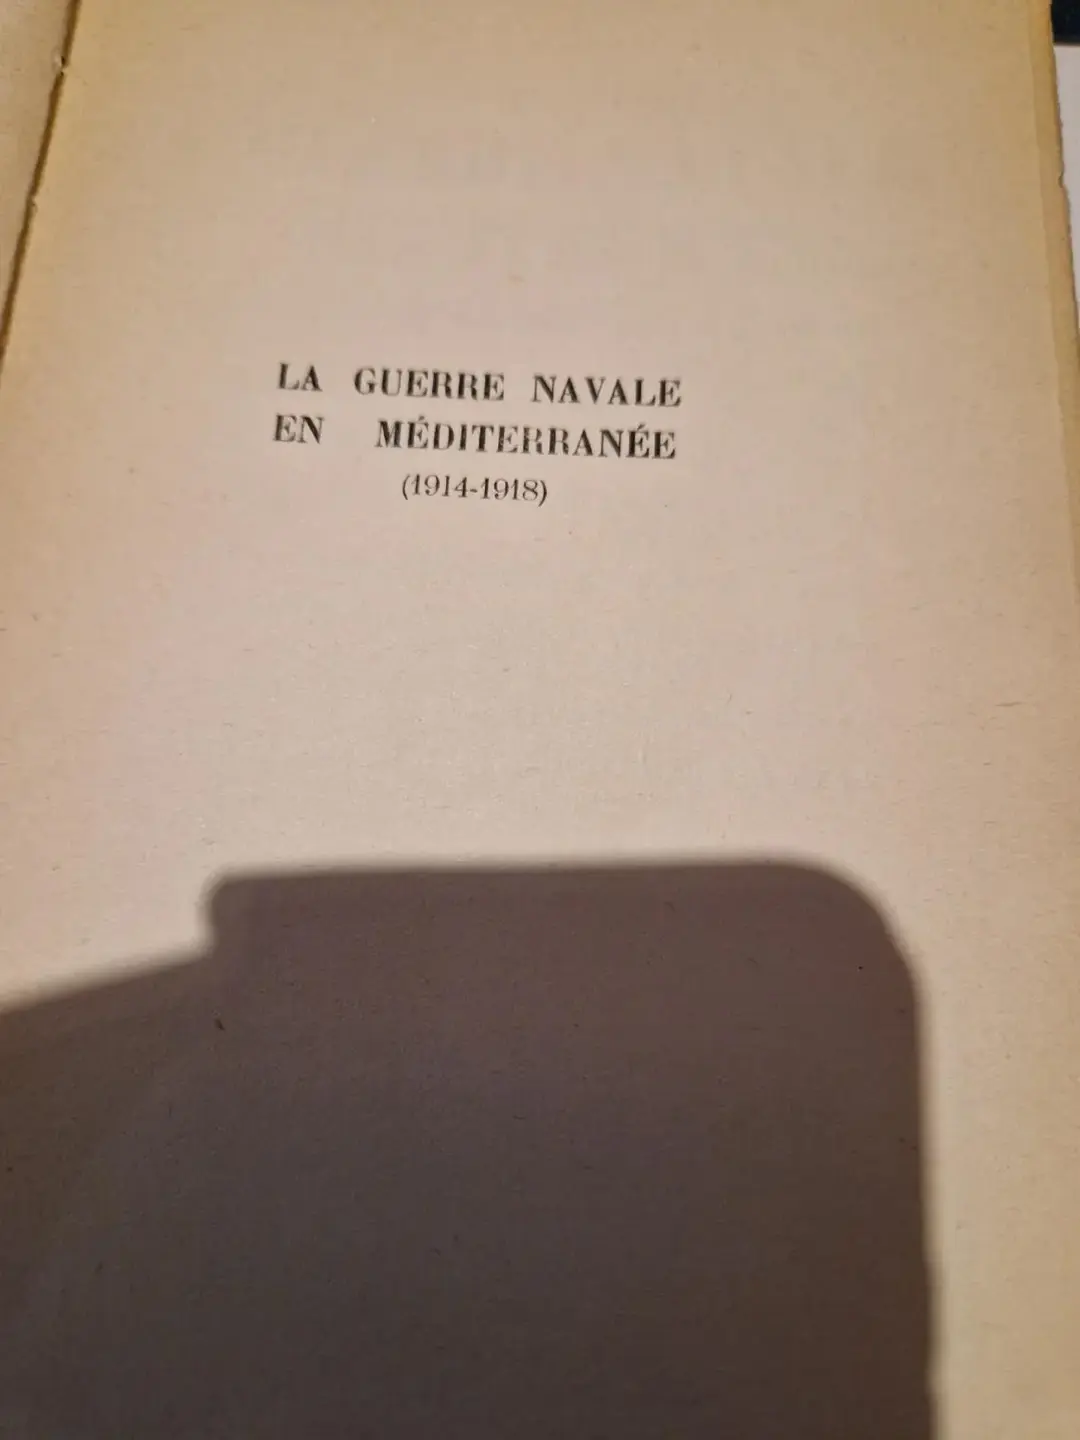 LA GUERRE NAVALE
EN MÉDITERRANÉE
(1914-1918)